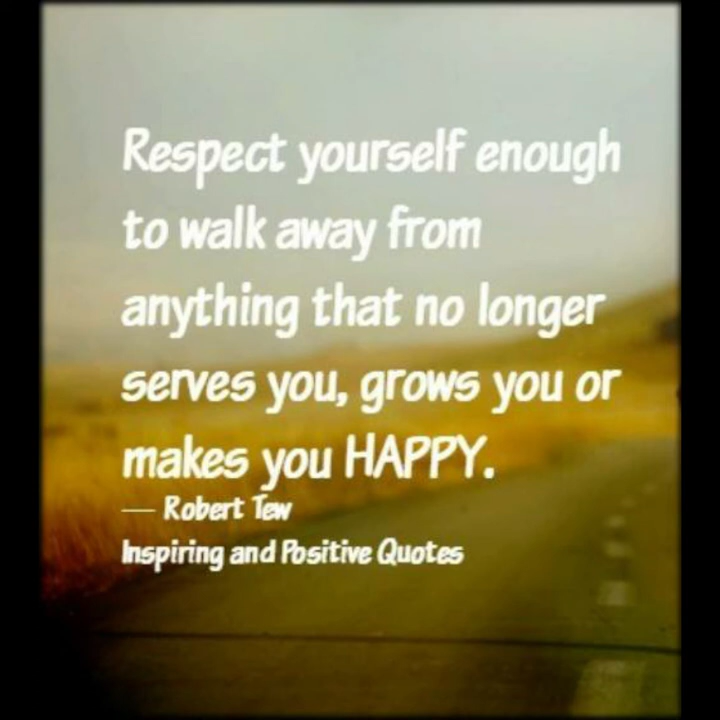 Respect yourself enough
to walk away from
anything that no longer
serves you, grows you or
makes you HAPPY.
— Robert Tew
Inspiring and Positive Quotes